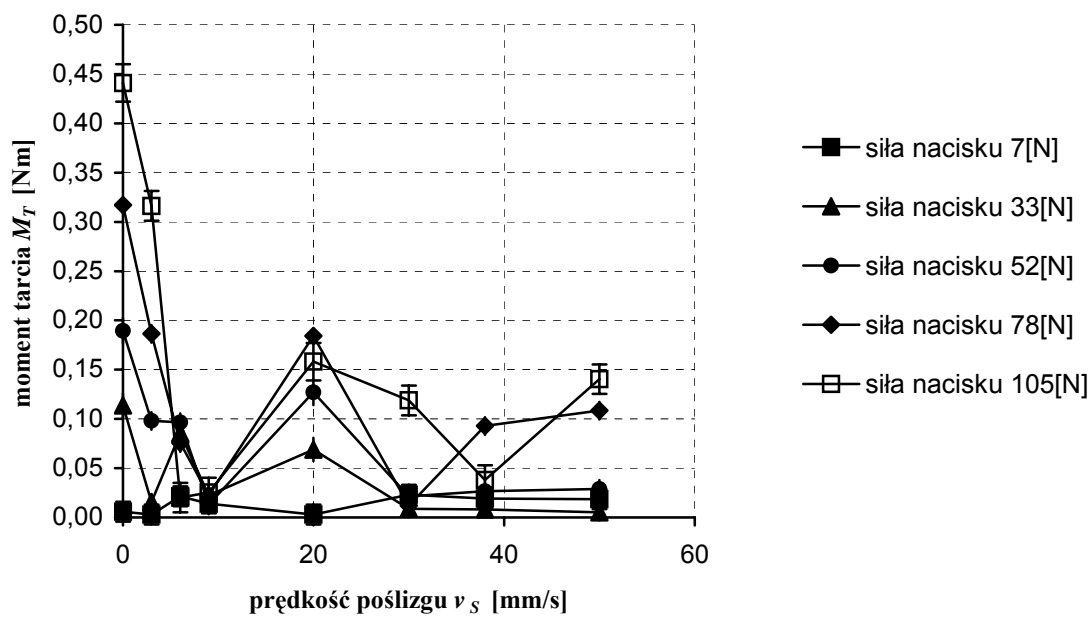 0,50
0,45
0,40
0,35
0,30
0,25
0,20
0,15
0,10
0,05
0,00
moment tarcia M_T [Nm]
0 20 40 60
prędkość poślizgu v_S [mm/s]
siła nacisku 7[N]
siła nacisku 33[N]
siła nacisku 52[N]
siła nacisku 78[N]
siła nacisku 105[N]